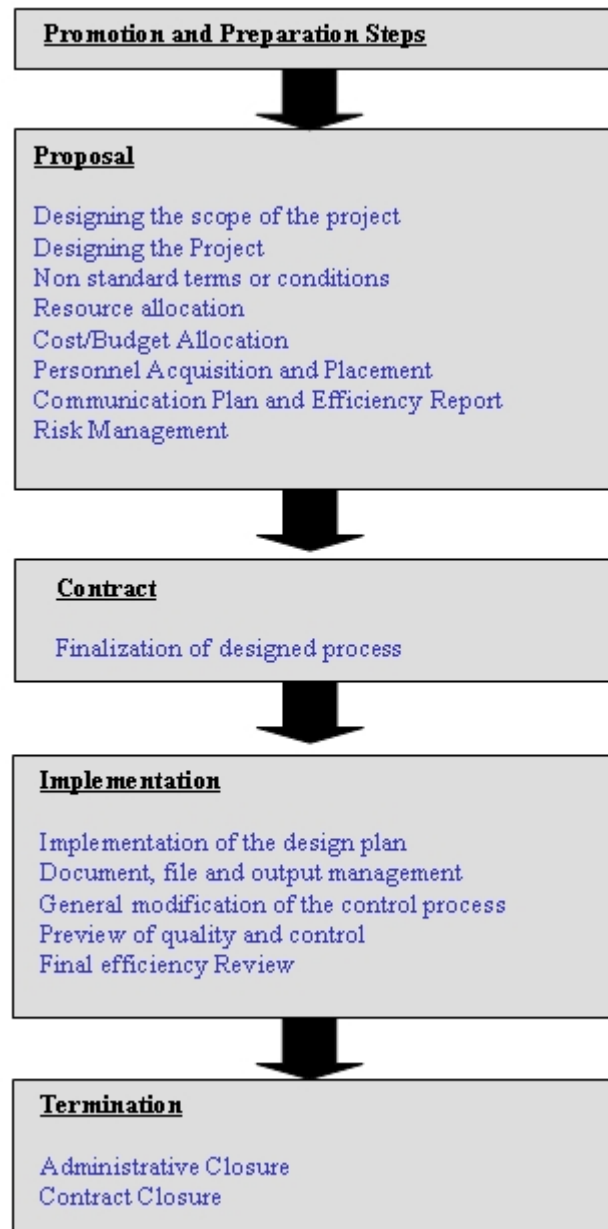 Promotion and Preparation Steps
Proposal
Designing the scope of the project
Designing the Project
Non standard terms or conditions
Resource allocation
Cost/Budget Allocation
Personnel Acquisition and Placement
Communication Plan and Efficiency Report
Risk Management
Contract
Finalization of designed process
Implementation
Implementation of the design plan
Document, file and output management
General modification of the control process
Preview of quality and control
Final efficiency Review
Termination
Administrative Closure
Contract Closure